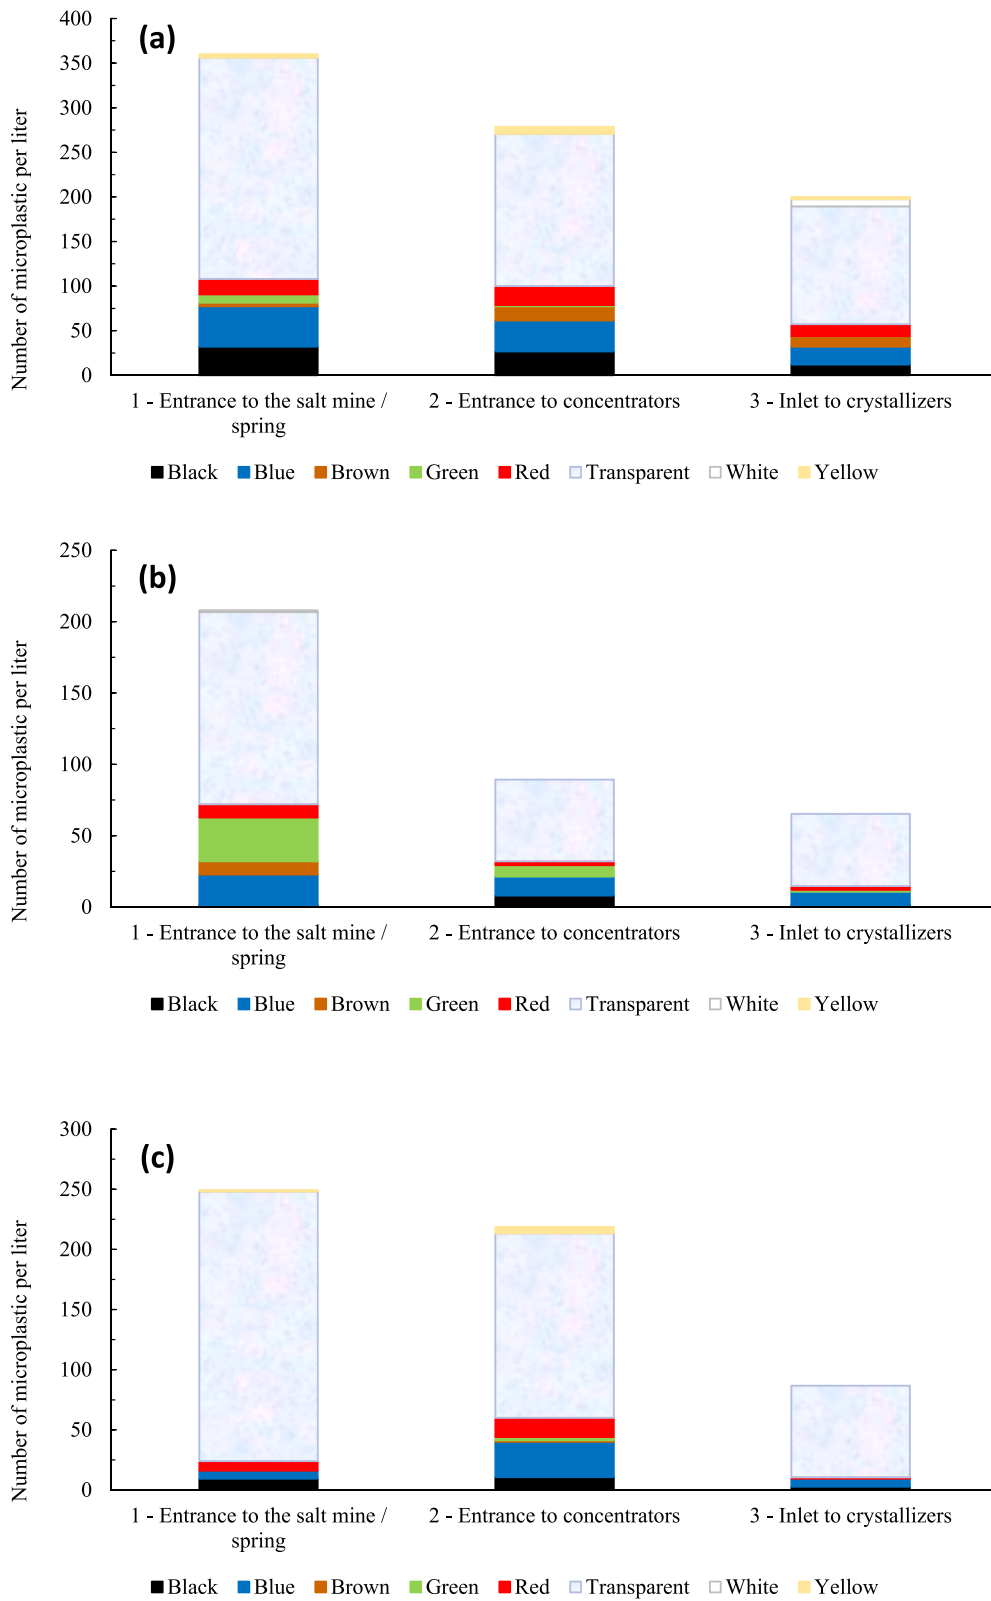 (a)
Number of microplastic per liter
400
350
300
250
200
150
100
50
0
1 - Entrance to the salt mine /
spring
2 - Entrance to concentrators
3 - Inlet to crystallizers
Black Blue Brown Green Red Transparent White Yellow
(b)
Number of microplastic per liter
250
200
150
100
50
0
1 - Entrance to the salt mine /
spring
2 - Entrance to concentrators
3 - Inlet to crystallizers
Black Blue Brown Green Red Transparent White Yellow
(c)
Number of microplastic per liter
300
250
200
150
100
50
0
1 - Entrance to the salt mine /
spring
2 - Entrance to concentrators
3 - Inlet to crystallizers
Black Blue Brown Green Red Transparent White Yellow